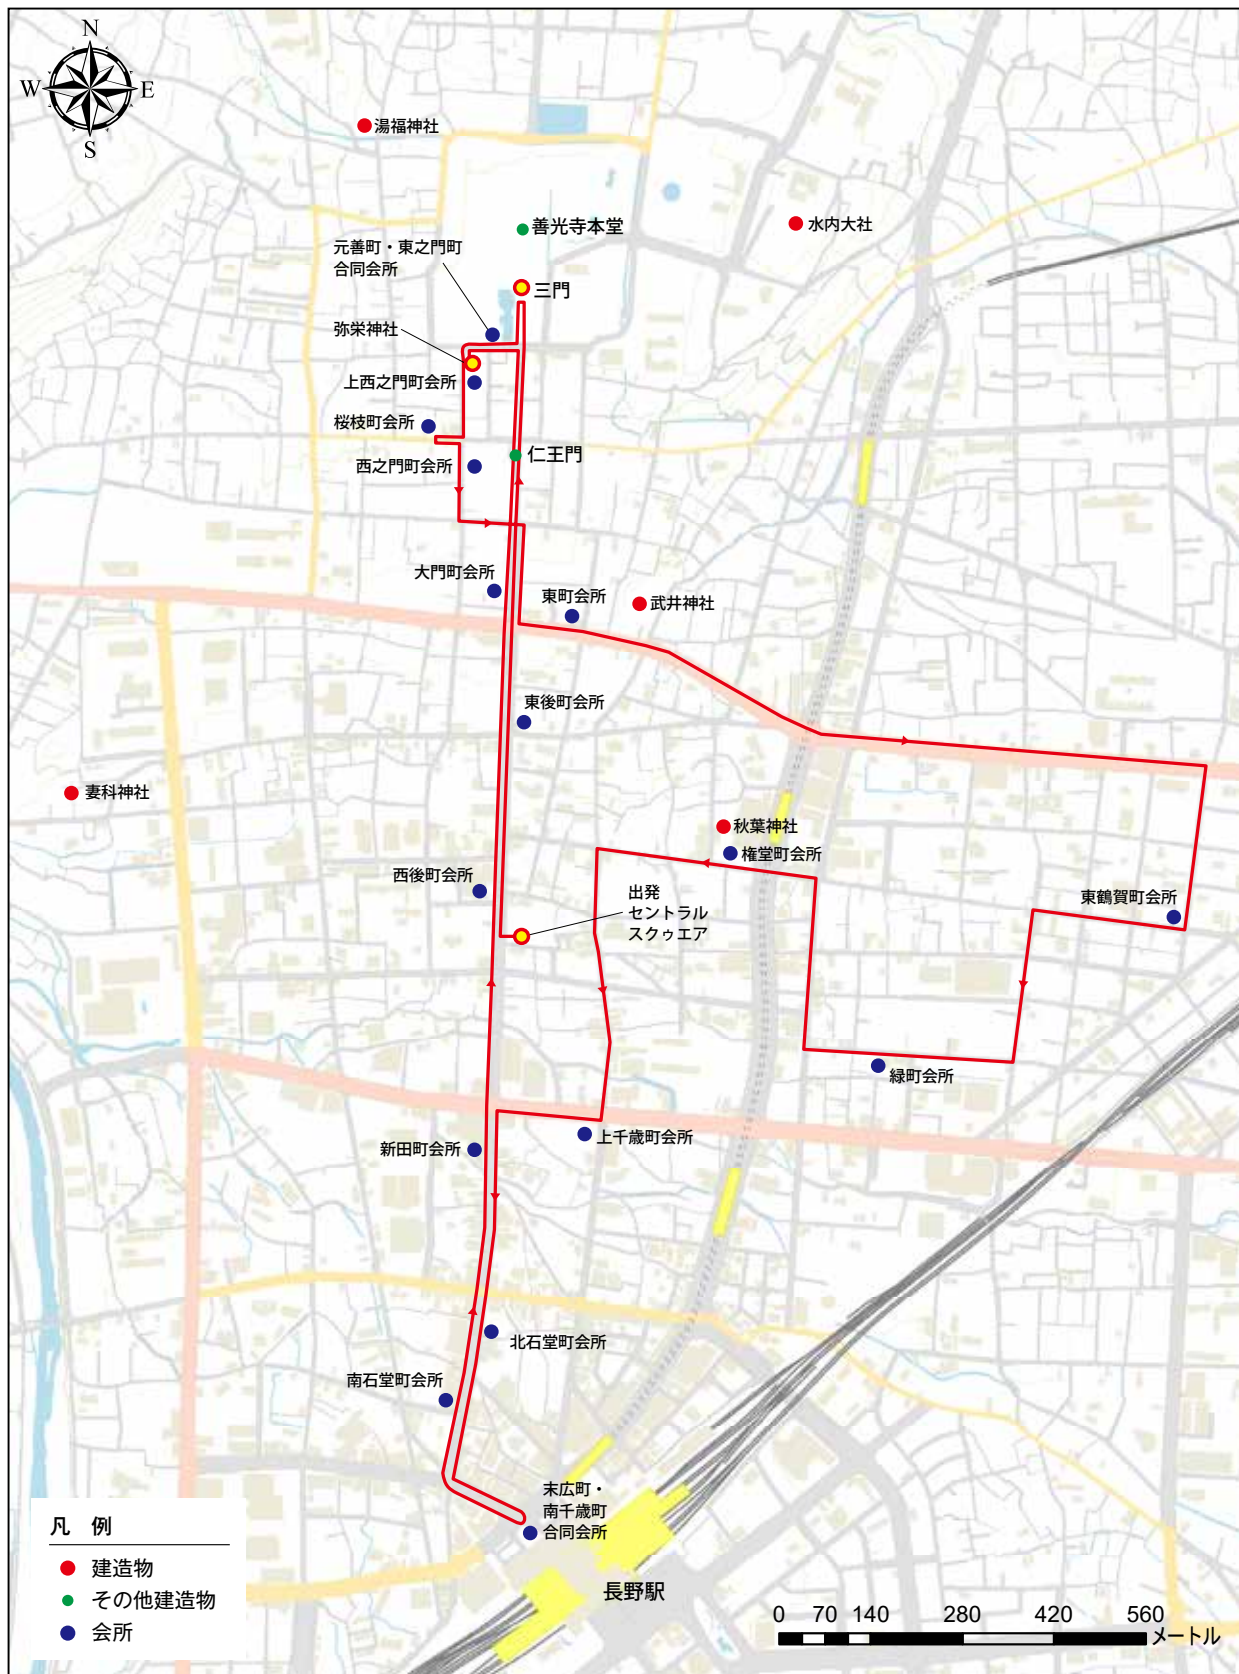 N
W
E
S
湯福神社
善光寺本堂
水内大社
元善町・東之門町
合同会所
三門
弥栄神社
上西之門町会所
桜枝町会所
仁王門
西之門町会所
大門町会所
東町会所
武井神社
東後町会所
妻科神社
秋葉神社
権堂町会所
西後町会所
出発
セントラル
スクゥエア
東鶴賀町会所
緑町会所
上千歳町会所
新田町会所
北石堂町会所
南石堂町会所
末広町・
南千歳町
合同会所
長野駅
凡 例
建造物
その他建造物
会所
0 70 140 280 420 560
メートル